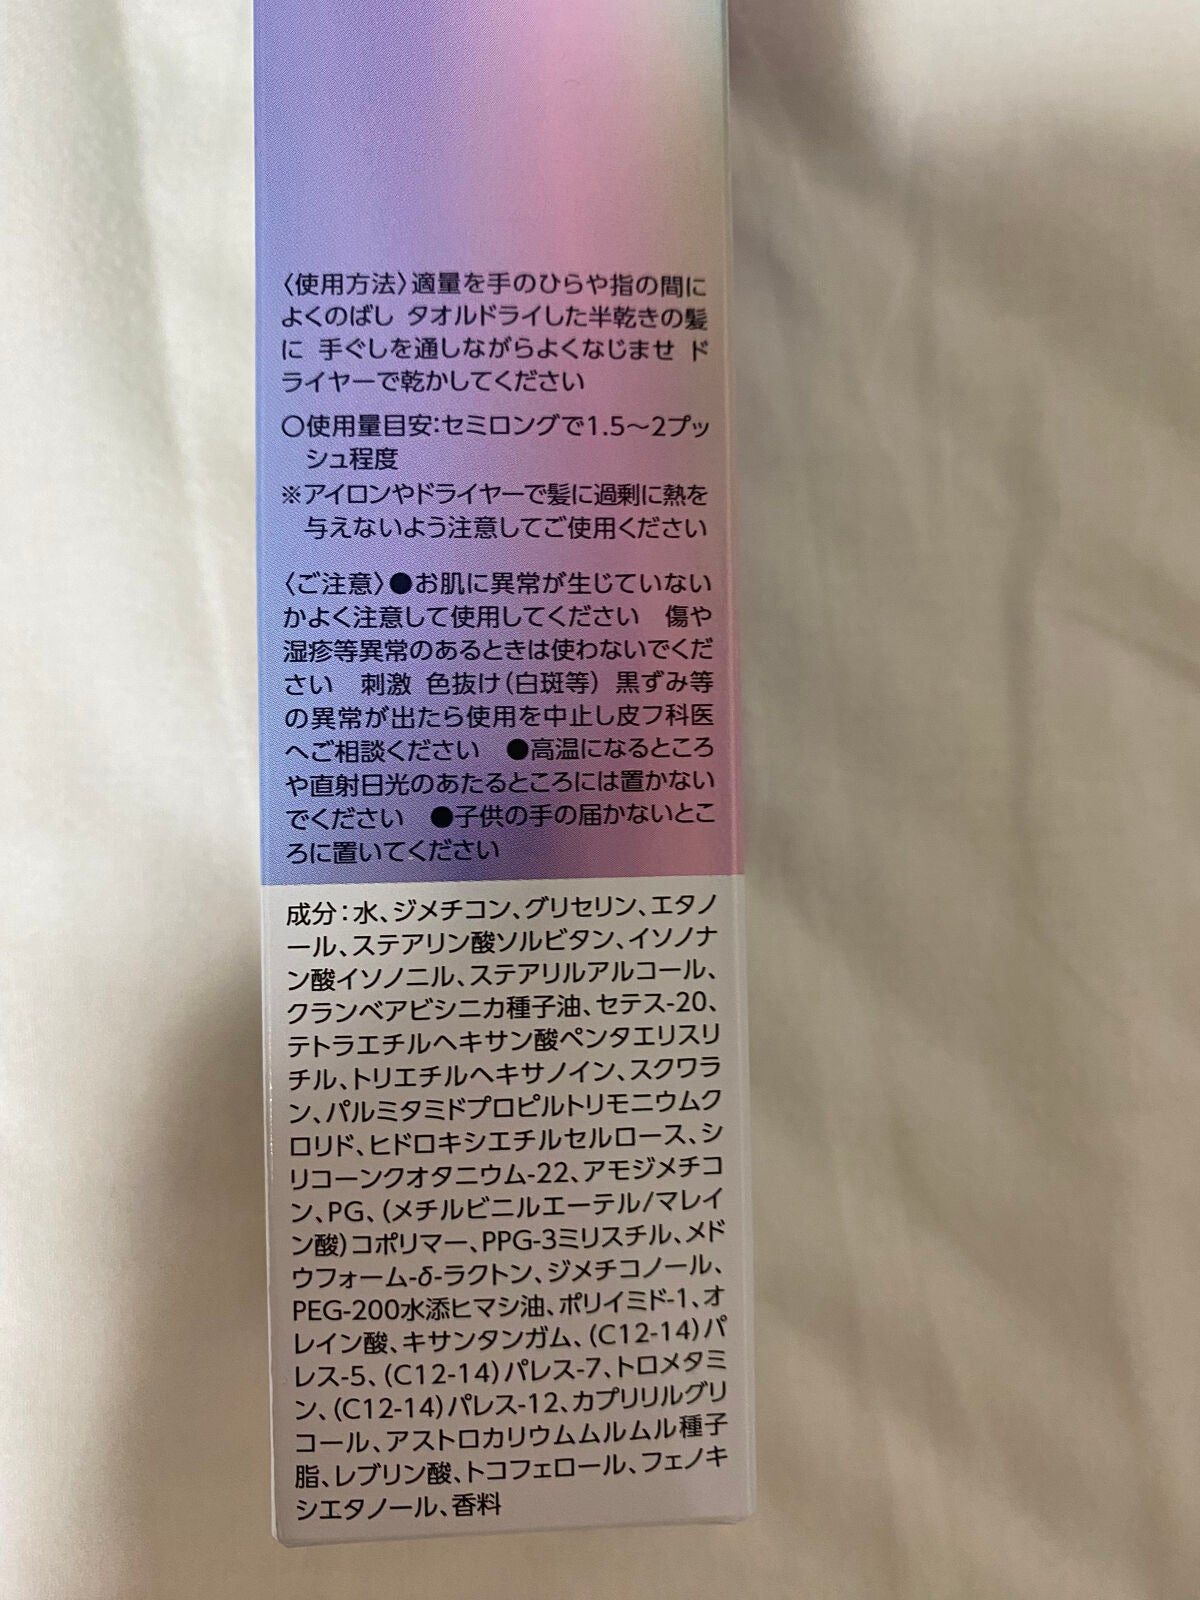 〈使用方法〉適量を手のひらや指の間に
よくのばし タオルドライした半乾きの髪
に 手ぐしを通しながらよくなじませ ド
ライヤーで乾かしてください
〇使用量目安:セミロングで1.5〜2プッ
シュ程度
※アイロンやドライヤーで髪に過剰に熱を
与えないよう注意してご使用ください
〈ご注意〉●お肌に異常が生じていない
かよく注意して使用してください 傷や
湿疹等異常のあるときは使わないでくだ
さい 刺激 色抜け(白斑等) 黒ずみ等
の異常が出たら使用を中止し皮フ科医
へご相談ください ●高温になるところ
や直射日光のあたるところには置かない
でください ●子供の手の届かないとこ
ろに置いてください
成分:水、ジメチコン、グリセリン、エタノ
ール、ステアリン酸ソルビタン、イソノナ
ン酸イソノニル、ステアリルアルコール、
クランベアビシニカ種子油、セテス-20、
テトラエチルヘキサン酸ペンタエリスリ
チル、トリエチルヘキサノイン、スクワラ
ン、パルミタミドプロピルトリモニウムク
ロリド、ヒドロキシエチルセルロース、シ
リコーンクオタニウム-22、アモジメチコ
ン、PG、(メチルビニルエーテル/マレイ
ン酸)コポリマー、PPG-3ミリスチル、メド
ウフォーム-δ-ラクトン、ジメチコノール、
PEG-200水添ヒマシ油、ポリイミド-1、オ
レイン酸、キサンタンガム、(C12-14)パ
レス-5、(C12-14)パレス-7、トロメタミ
ン、(C12-14)パレス-12、カプリリルグリ
コール、アストロカリウムムルムル種子
脂、レブリン酸、トコフェロール、フェノキ
シエタノール、香料